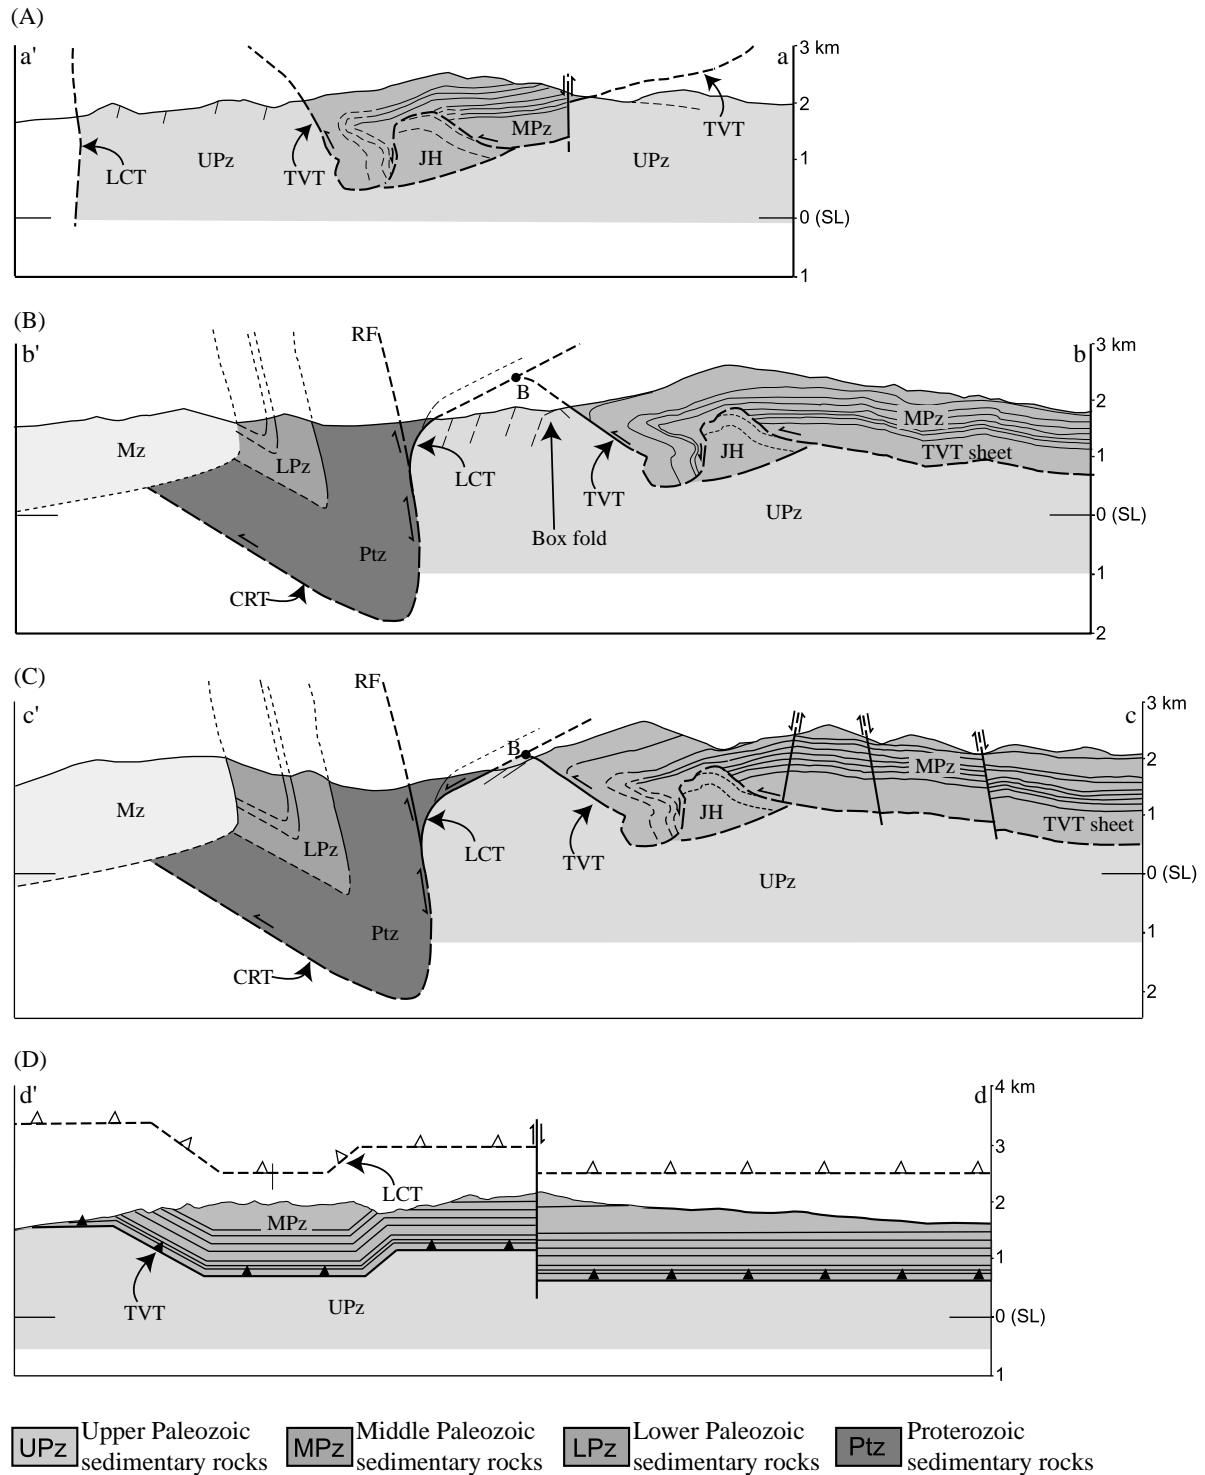 (A)
a'
a
3 km
2
1
0 (SL)
1
LCT
UPz
TVT
JH
MPz
UPz
TVT
(B)
b'
RF
b
3 km
2
1
0 (SL)
1
2
B
Mz
LPz
Ptz
CRT
LCT
Box fold
TVT
JH
MPz
TVT sheet
UPz
(C)
c'
RF
c
3 km
2
1
0 (SL)
1
2
B
Mz
LPz
Ptz
CRT
LCT
TVT
JH
MPz
TVT sheet
UPz
(D)
d'
d
4 km
3
2
1
0 (SL)
1
LCT
MPz
TVT
UPz
UPz
Upper Paleozoic
sedimentary rocks
MPz
Middle Paleozoic
sedimentary rocks
LPz
Lower Paleozoic
sedimentary rocks
Ptz
Proterozoic
sedimentary rocks